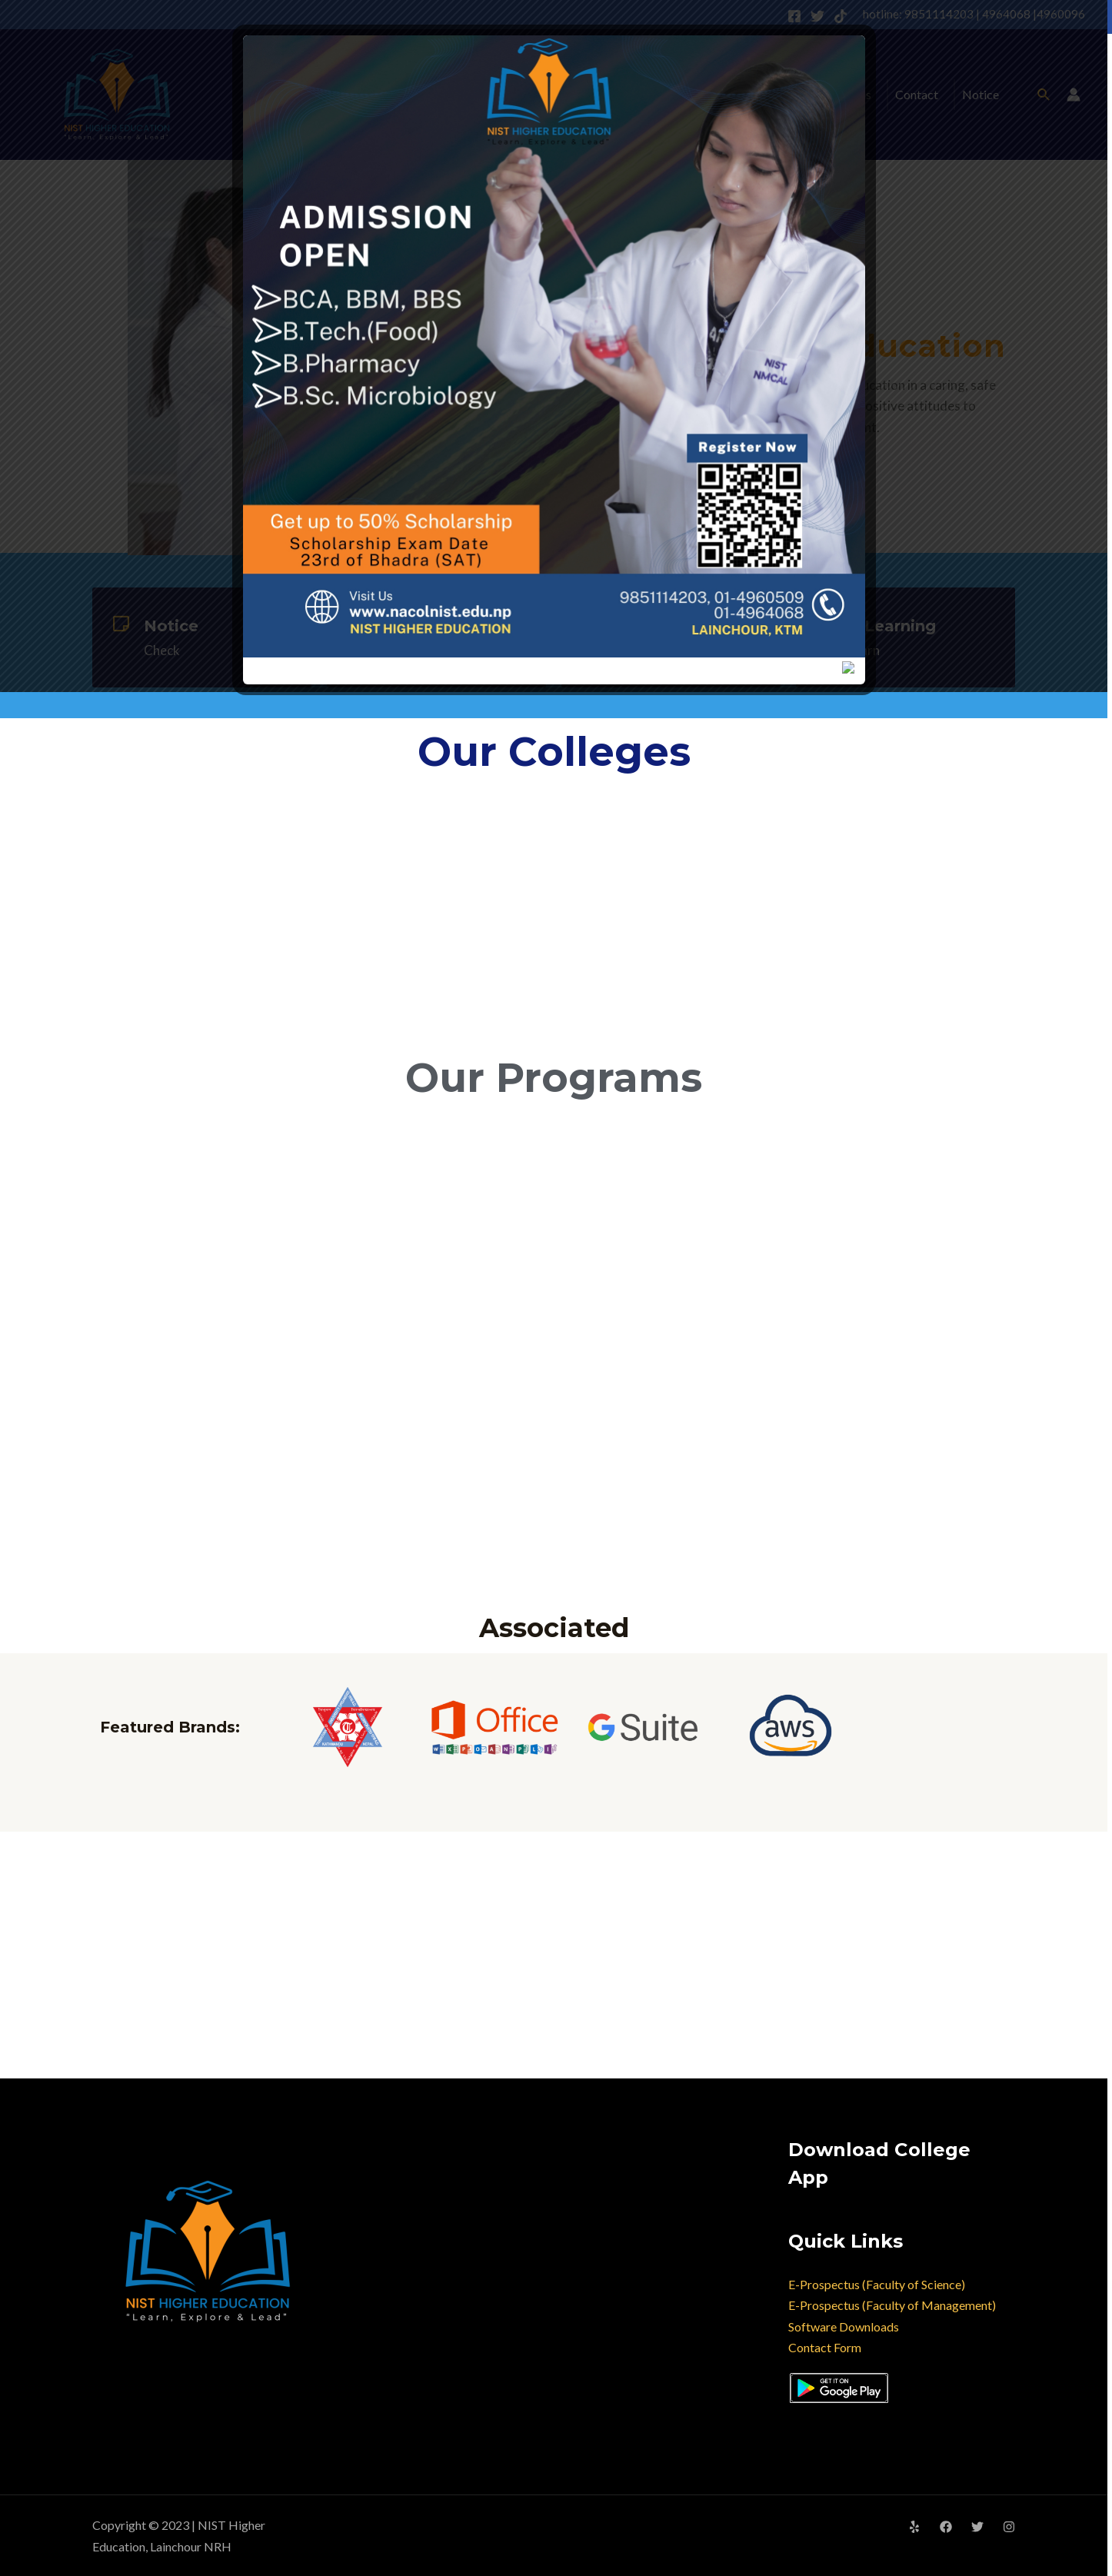 hotline: 9851114203 | 4964068 |4960096
NIST HIGHER EDUCATION
"Learn, Explore & Lead"
Contact
Notice
NIST HIGHER EDUCATION
"Learn, Explore & Lead"
ADMISSION
OPEN
BCA, BBM, BBS
B.Tech.(Food)
B.Pharmacy
B.Sc. Microbiology
NIST
NMCAL
Register Now
Get up to 50% Scholarship
Scholarship Exam Date
23rd of Bhadra (SAT)
Visit Us
www.nacolnist.edu.np
NIST HIGHER EDUCATION
9851114203, 01-4960509
01-4964068
LAINCHOUR, KTM
in a caring, safe
attitudes to
Notice
Check
Learning
Our Colleges
Our Programs
Associated
Featured Brands:
Office
G Suite
aws
NIST HIGHER EDUCATION
"Learn, Explore & Lead"
Download College
App
Quick Links
E-Prospectus (Faculty of Science)
E-Prospectus (Faculty of Management)
Software Downloads
Contact Form
GET IT ON
Google Play
Copyright © 2023 | NIST Higher
Education, Lainchour NRH